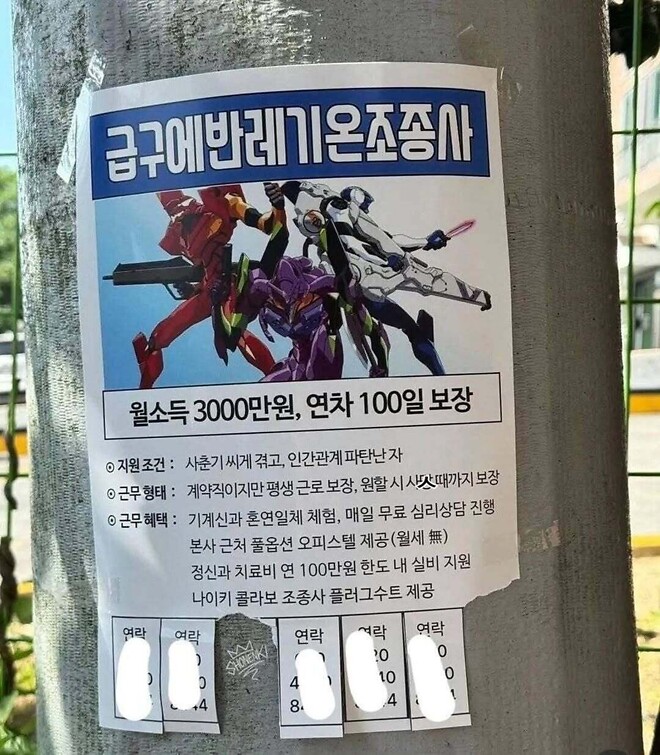 급구에반레기온조종사
월소득 3000만원, 연차 100일 보장
지원 조건 : 사춘기 씨게 겪고, 인간관계 파탄난 자
근무 형태 : 계약직이지만 평생 근로 보장, 원할 시 때까지 보장
근무 혜택 : 기계신과 혼연일체 체험, 매일 무료 심리상담 진행
본사 근처 풀옵션 오피스텔 제공(월세 無)
정신과 치료비 연 100만원 한도 내 실비 지원
나이키 콜라보 조종사 플러그수트 제공
연락 연락 연락 연락 연락